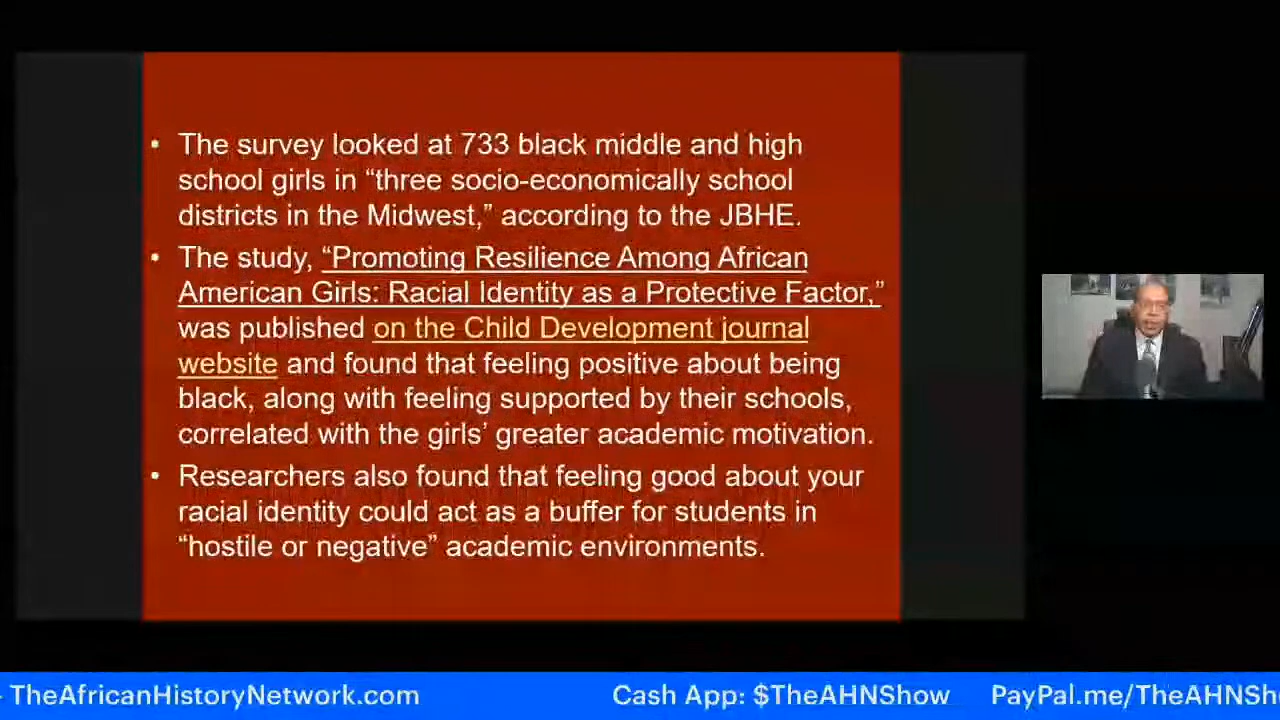 • The survey looked at 733 black middle and high
school girls in “three socio-economically school
districts in the Midwest,” according to the JBHE.
• The study, “Promoting Resilience Among African
American Girls: Racial Identity as a Protective Factor,”
was published on the Child Development journal
website and found that feeling positive about being
black, along with feeling supported by their schools,
correlated with the girls’ greater academic motivation.
• Researchers also found that feeling good about your
racial identity could act as a buffer for students in
“hostile or negative” academic environments.
- TheAfricanHistoryNetwork.com Cash App: $TheAHNShow PayPal.me/TheAHNSh